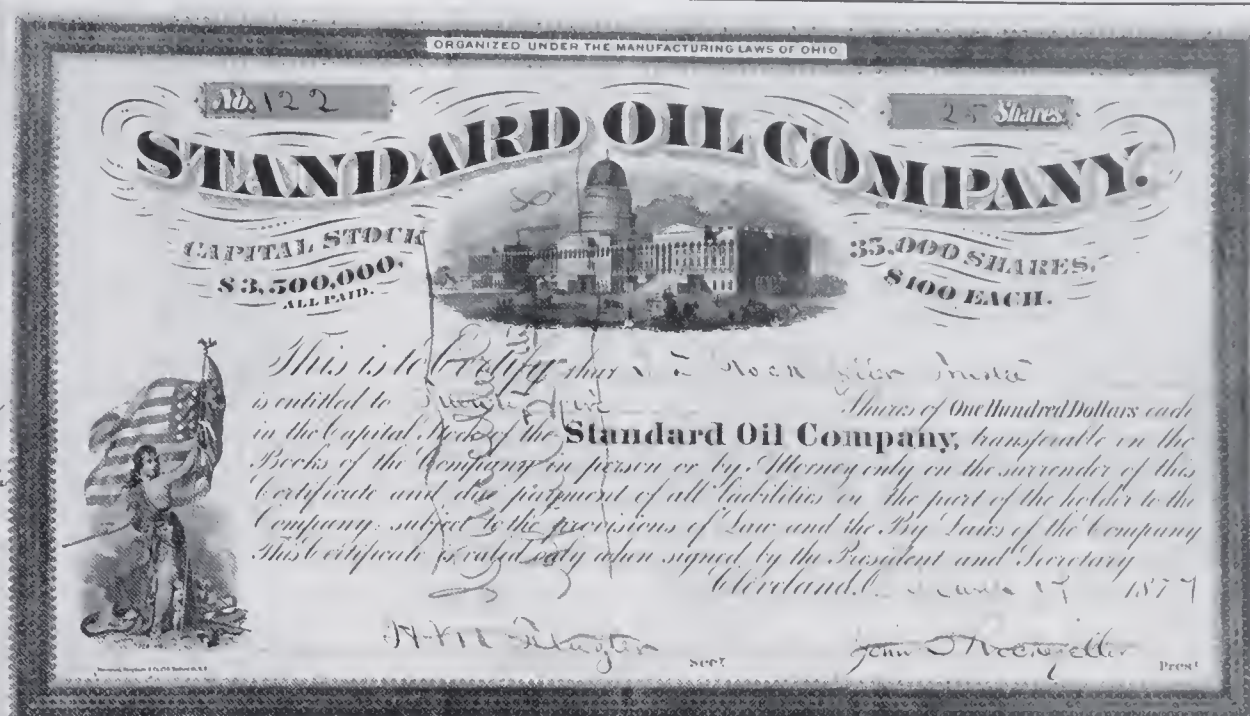 ORGANIZED UNDER THE MANUFACTURING LAWS OF OHIO
No. 122
25 Shares
STANDARD OIL COMPANY.
CAPITAL STOCK
$3,500,000,
ALL PAID.
35,000 SHARES,
$100 EACH.
This is to Certify that
is entitled to Shares of One Hundred Dollars each
in the Capital Stock of the Standard Oil Company, transferable in the
Books of the Company in person or by Attorney only on the surrender of this
Certificate and due payment of all liabilities on the part of the holder to the
Company, subject to the provisions of Law and the By Laws of the Company
This Certificate is valid only when signed by the President and Secretary
Cleveland, O. 17 1877
John D Rockefeller
Secy.
Prest